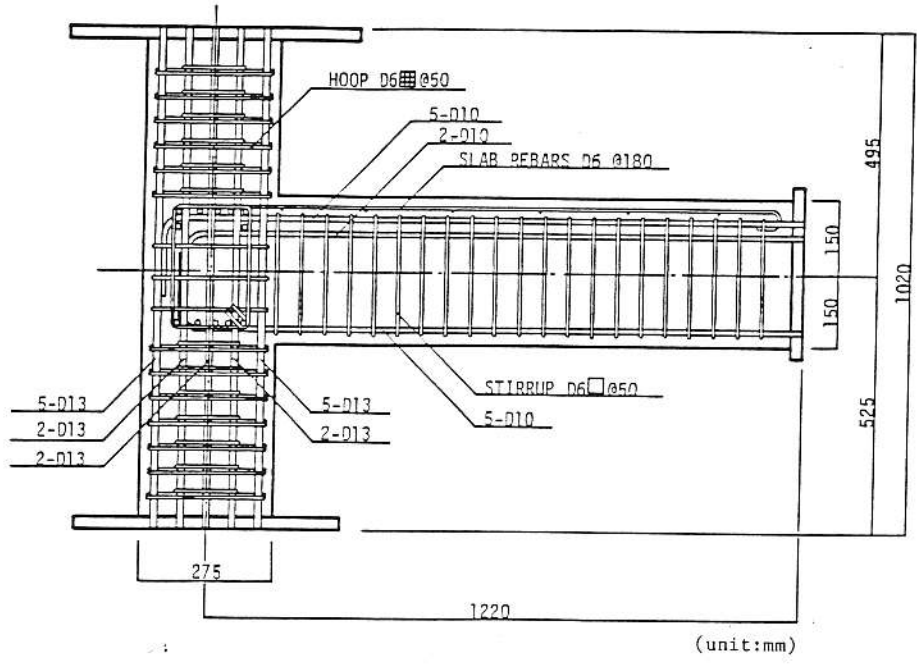 HOOP D6▦@50
5-D10
2-D10
SLAB REBARS D6 @180
495
150
1020
150
STIRRUP D6□@50
5-D13
5-D13
5-D10
525
2-D13
2-D13
2-D13
275
1220
(unit:mm)